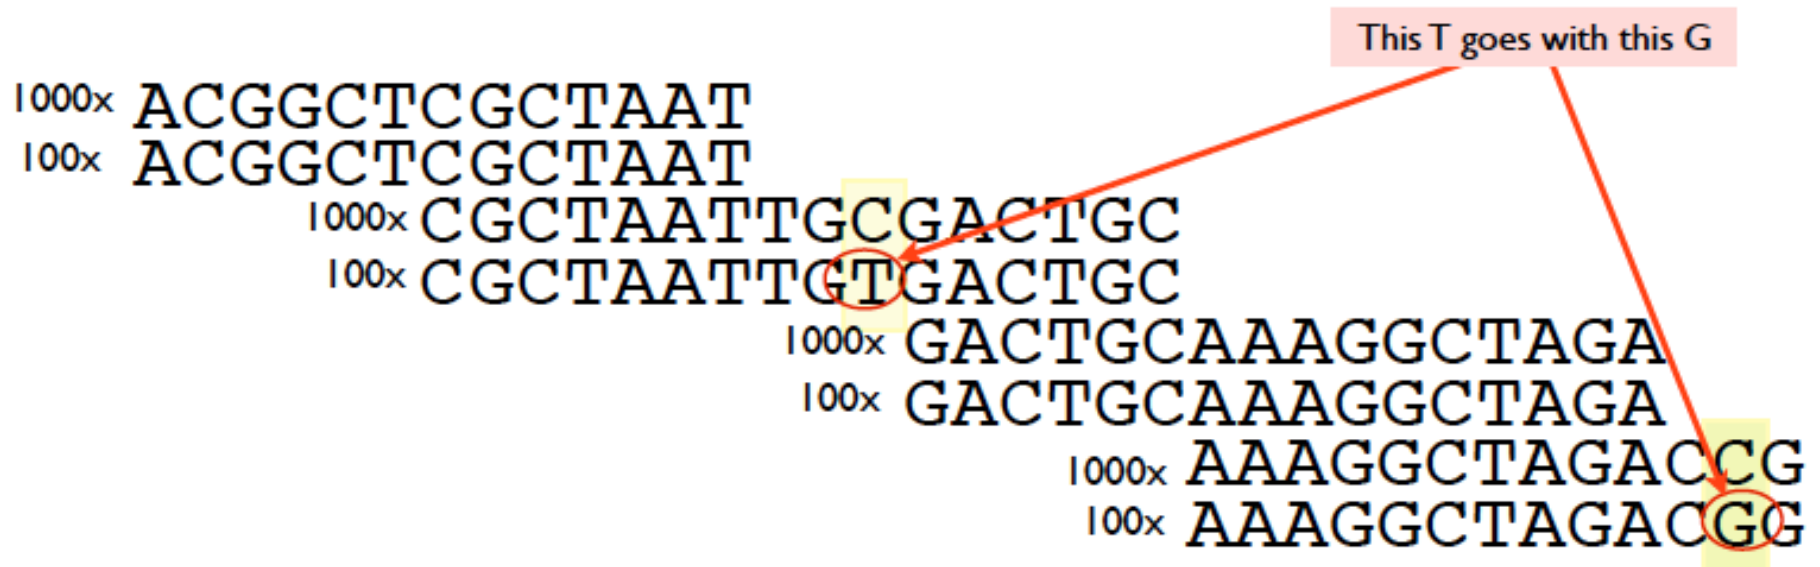 This T goes with this G
1000x ACGGCTCGCTAAT
100x ACGGCTCGCTAAT
1000x CGCTAATTGCGACTGC
100x CGCTAATTGTGACTGC
1000x GACTGCAAAGGCTAGA
100x GACTGCAAAGGCTAGA
1000x AAAGGCTAGACCG
100x AAAGGCTAGACGG